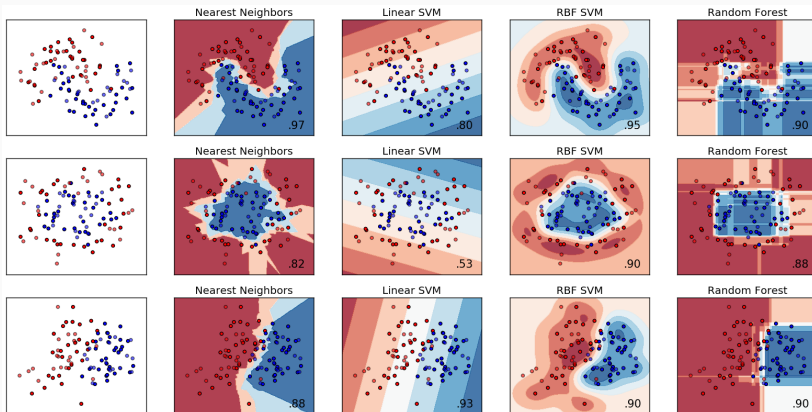 Nearest Neighbors Linear SVM RBF SVM Random Forest
.97 .80 .95 .90
Nearest Neighbors Linear SVM RBF SVM Random Forest
.82 .53 .90 .88
Nearest Neighbors Linear SVM RBF SVM Random Forest
.88 .93 .90 .90